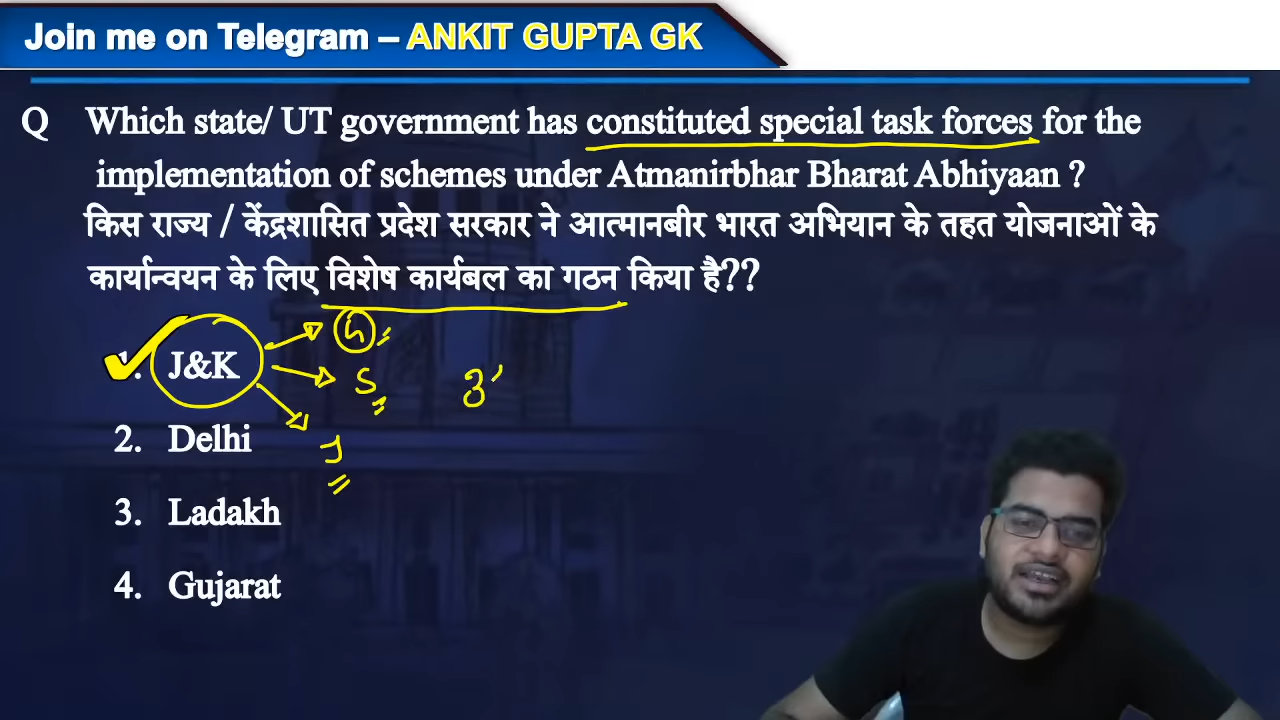 Join me on Telegram – ANKIT GUPTA GK
Q Which state/ UT government has constituted special task forces for the
implementation of schemes under Atmanirbhar Bharat Abhiyaan ?
किस राज्य / केंद्रशासित प्रदेश सरकार ने आत्मानबीर भारत अभियान के तहत योजनाओं के
कार्यान्वयन के लिए विशेष कार्यबल का गठन किया है??
1. J&K
S
3'
J
2. Delhi
3. Ladakh
4. Gujarat